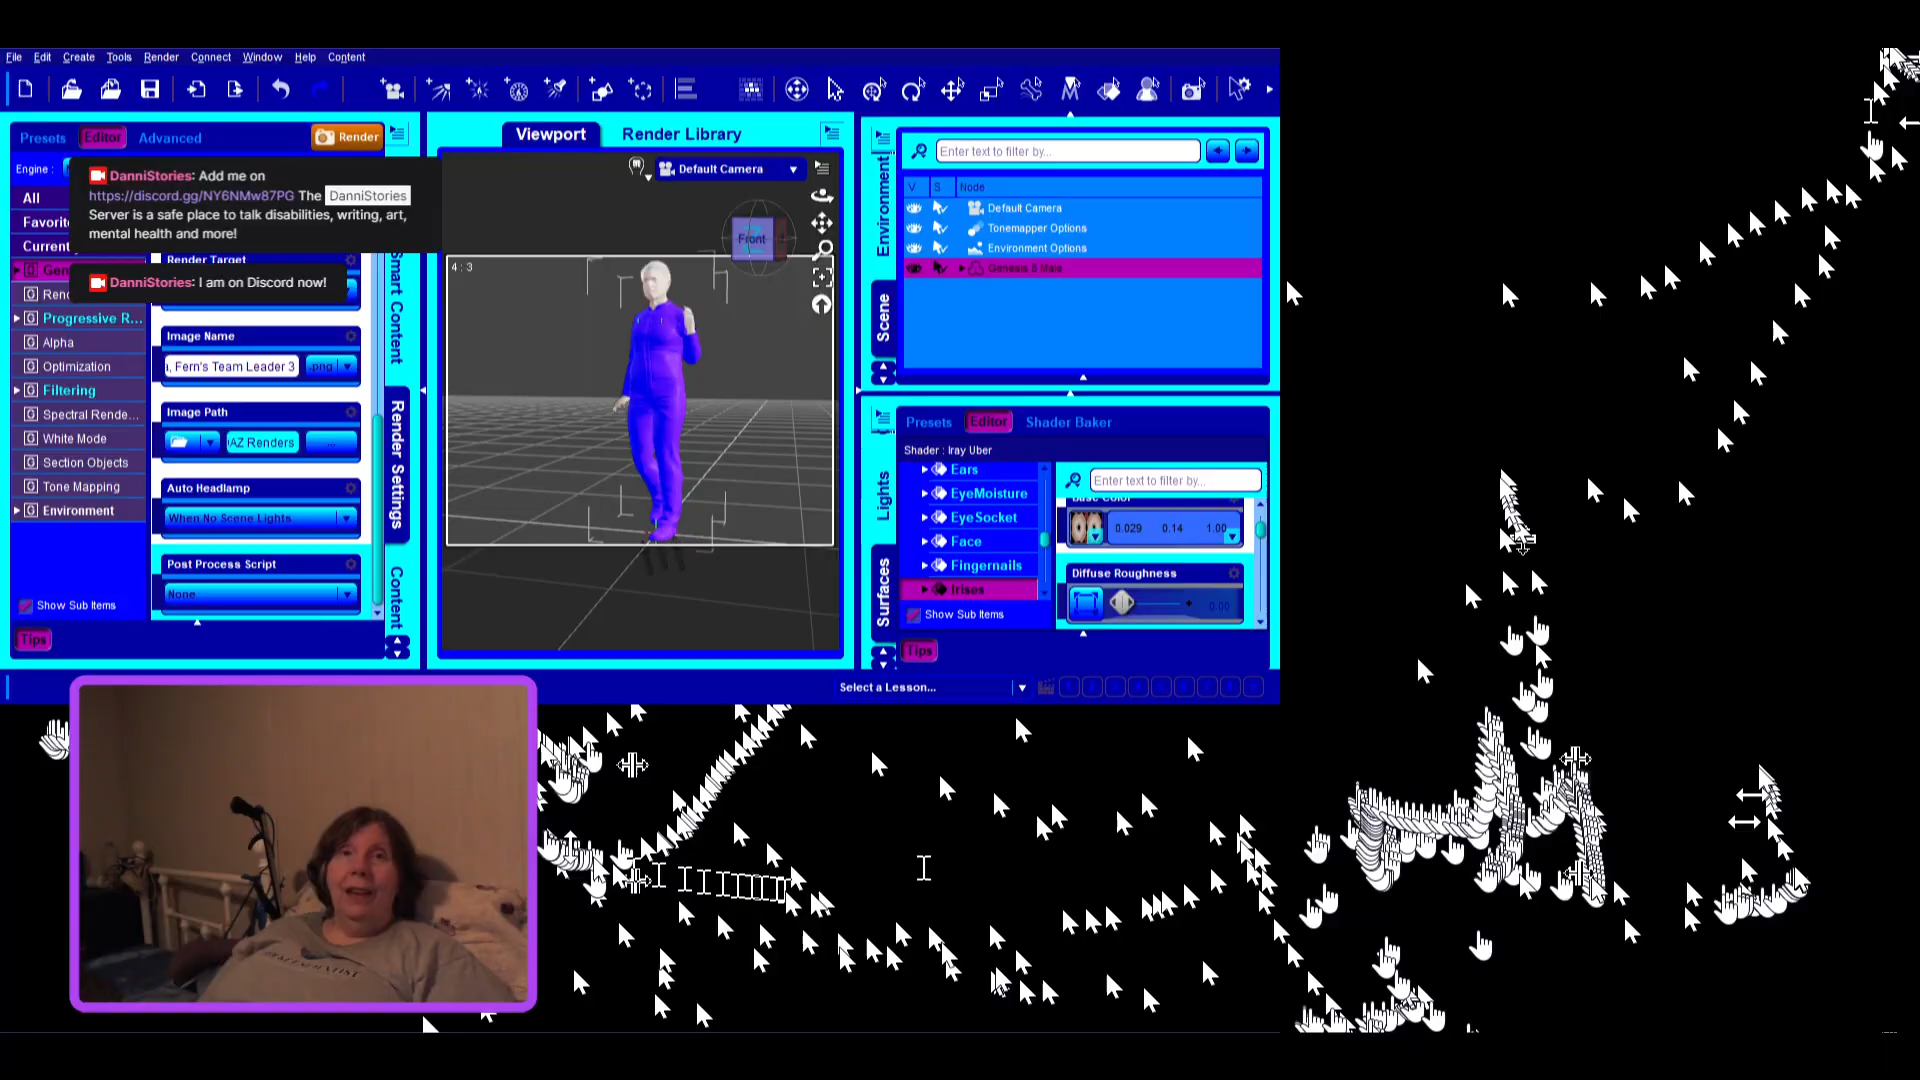 File Edit Create Tools Render Connect Window Help Content
Presets Editor Advanced Render
Engine :
DanniStories: Add me on
https://discord.gg/NY6NMw87PG The DanniStories
Server is a safe place to talk disabilities, writing, art,
mental health and more!
DanniStories: I am on Discord now!
All
Favorite
Current
Gen
Ren
Progressive R...
Alpha
Optimization
Filtering
Spectral Rende...
White Mode
Section Objects
Tone Mapping
Environment
Show Sub Items
Tips
Render Target
Image Name
, Fern's Team Leader 3 .png
Image Path
AZ Renders ...
Auto Headlamp
When No Scene Lights
Post Process Script
None
Smart Content
Render Settings
Content
Viewport Render Library
Default Camera
Front
4 : 3
Environment
Scene
Enter text to filter by...
V S Node
Default Camera
Tonemapper Options
Environment Options
Genesis 8 Male
Lights
Surfaces
Presets Editor Shader Baker
Shader : Iray Uber
Ears
EyeMoisture
EyeSocket
Face
Fingernails
Irises
Show Sub Items
Tips
Enter text to filter by...
Base Color
0.029 0.14 1.00
Diffuse Roughness
0.00
Select a Lesson...